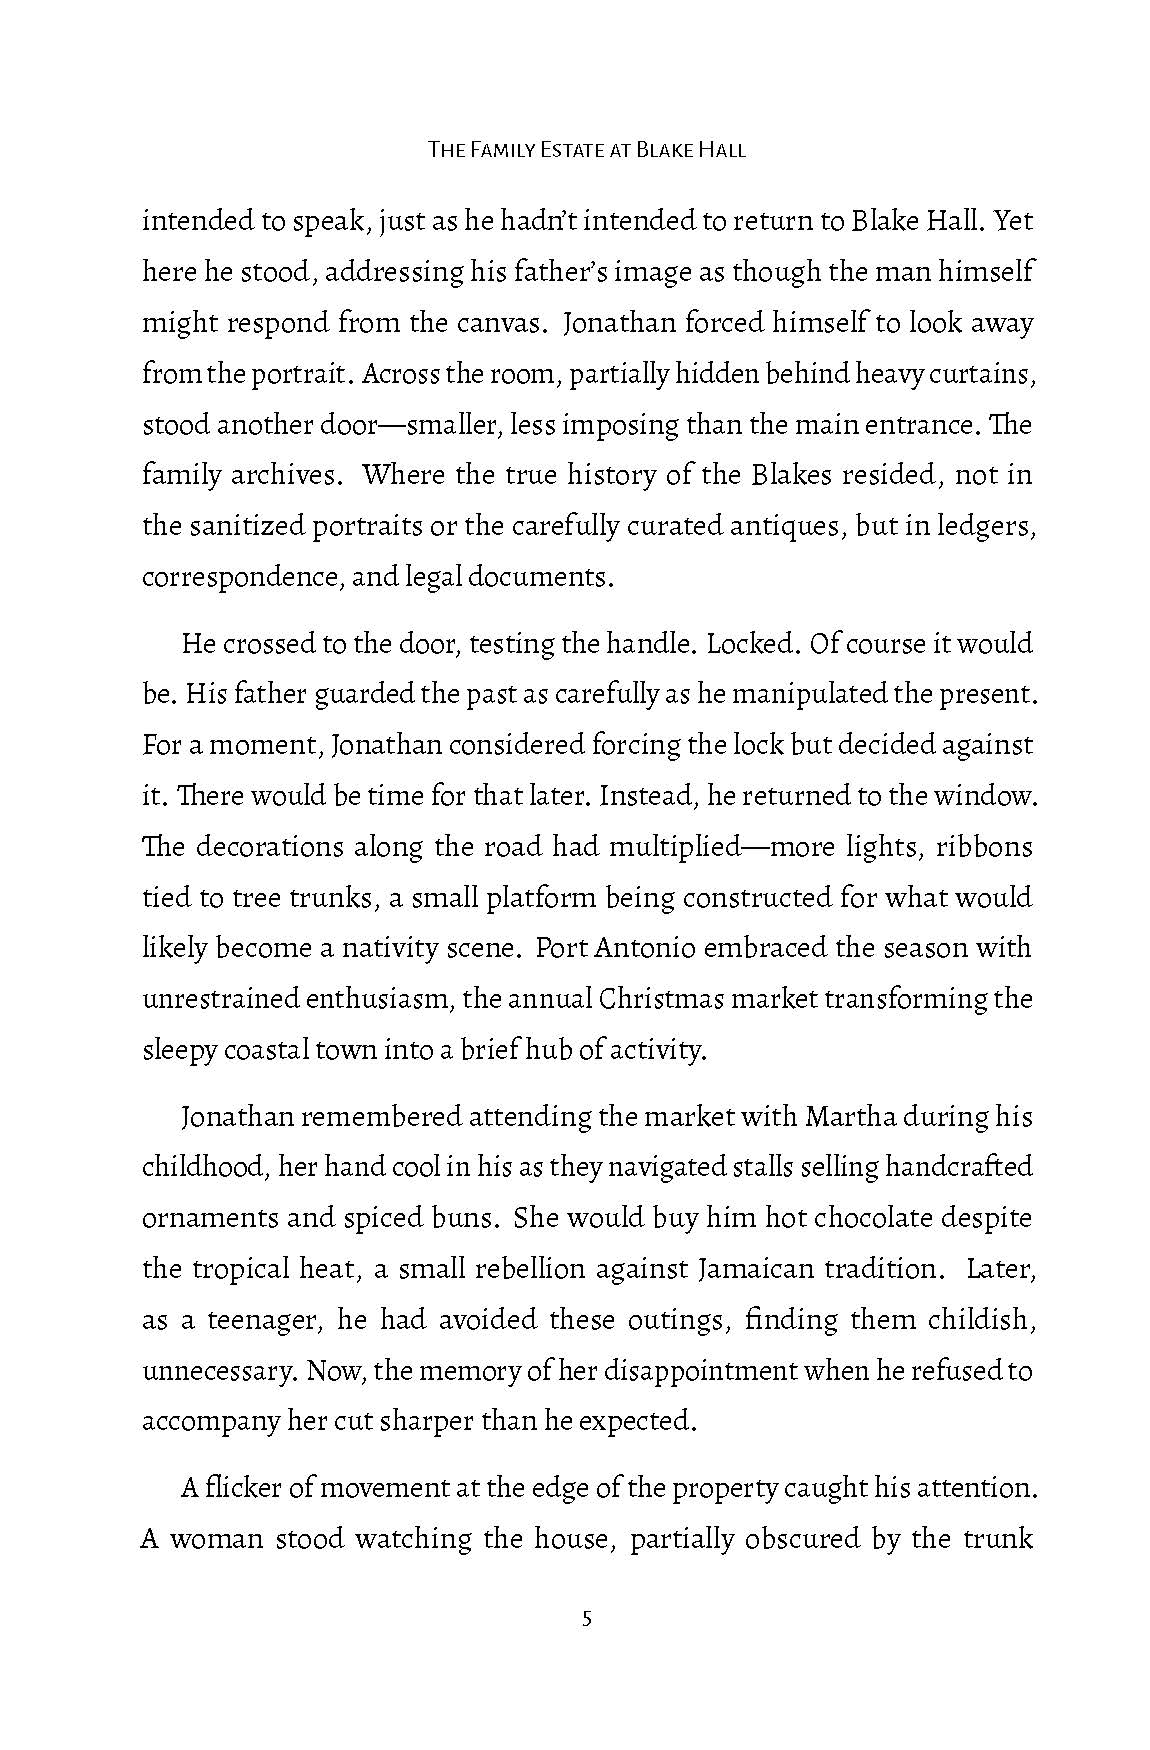 The Family Estate at Blake Hall
intended to speak, just as he hadn’t intended to return to Blake Hall. Yet
here he stood, addressing his father’s image as though the man himself
might respond from the canvas. Jonathan forced himself to look away
from the portrait. Across the room, partially hidden behind heavy curtains,
stood another door—smaller, less imposing than the main entrance. The
family archives. Where the true history of the Blakes resided, not in
the sanitized portraits or the carefully curated antiques, but in ledgers,
correspondence, and legal documents.
He crossed to the door, testing the handle. Locked. Of course it would
be. His father guarded the past as carefully as he manipulated the present.
For a moment, Jonathan considered forcing the lock but decided against
it. There would be time for that later. Instead, he returned to the window.
The decorations along the road had multiplied—more lights, ribbons
tied to tree trunks, a small platform being constructed for what would
likely become a nativity scene. Port Antonio embraced the season with
unrestrained enthusiasm, the annual Christmas market transforming the
sleepy coastal town into a brief hub of activity.
Jonathan remembered attending the market with Martha during his
childhood, her hand cool in his as they navigated stalls selling handcrafted
ornaments and spiced buns. She would buy him hot chocolate despite
the tropical heat, a small rebellion against Jamaican tradition. Later,
as a teenager, he had avoided these outings, finding them childish,
unnecessary. Now, the memory of her disappointment when he refused to
accompany her cut sharper than he expected.
A flicker of movement at the edge of the property caught his attention.
A woman stood watching the house, partially obscured by the trunk
5